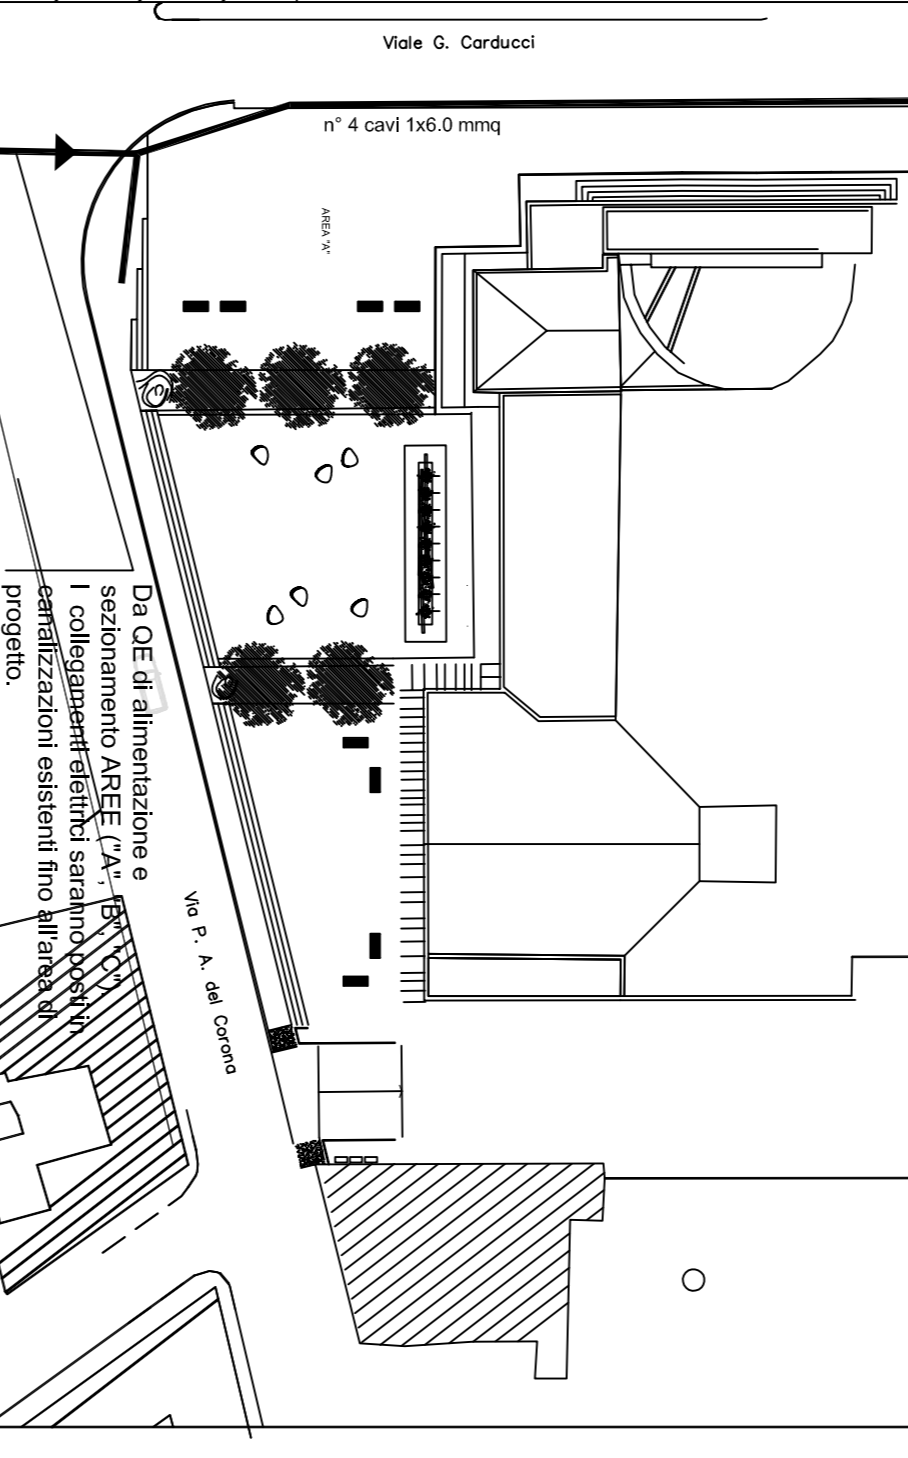 Viale G. Carducci
n° 4 cavi 1x6.0 mmq
AREA "A"
Da QE di alimentazione e
sezionamento AREE ("A", "B", "C").
I collegamenti elettrici saranno posti in
canalizzazioni esistenti fino all'area di
progetto.
Via P. A. del Corona